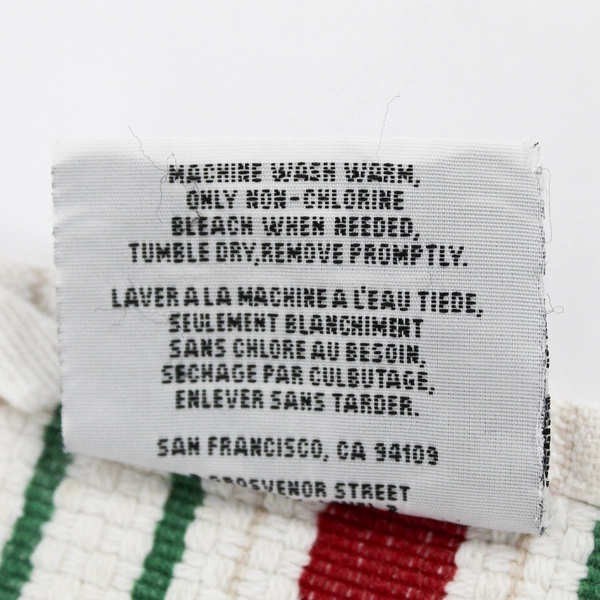 MACHINE WASH WARM,
ONLY NON-CHLORINE
BLEACH WHEN NEEDED,
TUMBLE DRY,REMOVE PROMPTLY.
LAVER A LA MACHINE A L'EAU TIEDE,
SEULEMENT BLANCHIMENT
SANS CHLORE AU BESOIN,
SECHAGE PAR CULBUTAGE,
ENLEVER SANS TARDER.
SAN FRANCISCO, CA 94109
GROSVENOR STREET